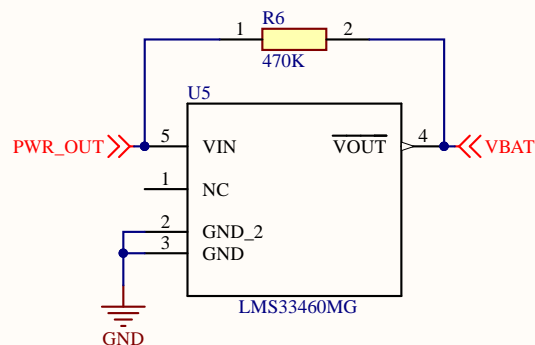 R6
1 2
470K
U5
PWR_OUT 5 VIN VOUT 4 VBAT
1 NC
2 GND_2
3 GND
LMS33460MG
GND